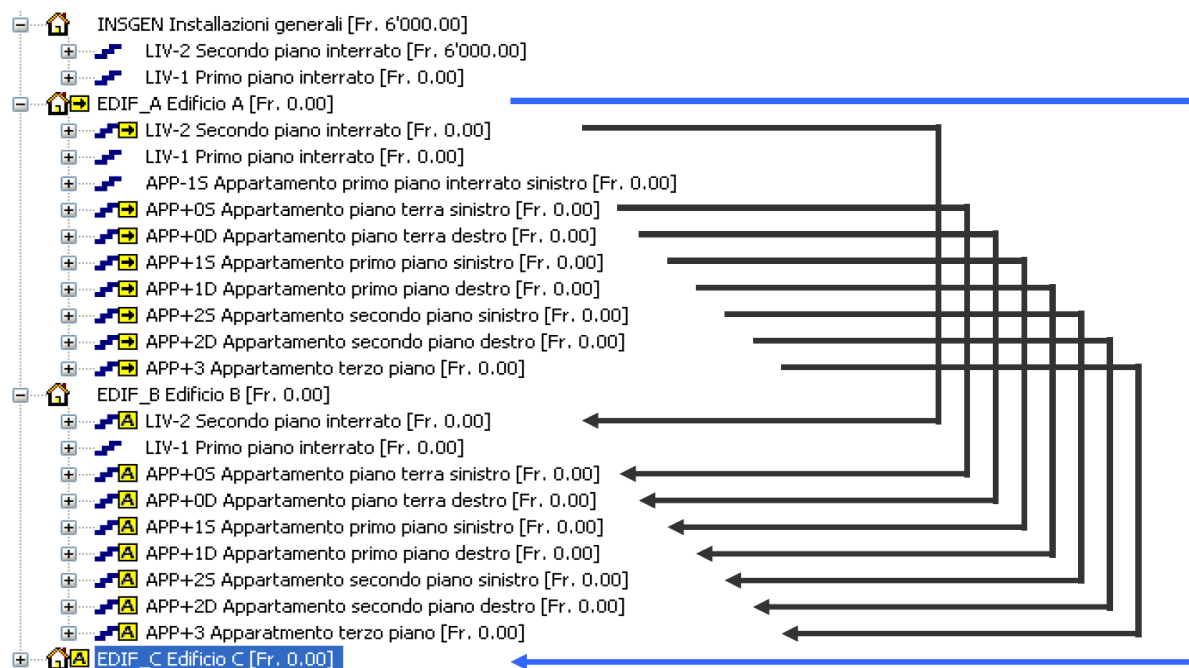 INSGEN Installazioni generali [Fr. 6'000.00]
LIV-2 Secondo piano interrato [Fr. 6'000.00]
LIV-1 Primo piano interrato [Fr. 0.00]
EDIF_A Edificio A [Fr. 0.00]
LIV-2 Secondo piano interrato [Fr. 0.00]
LIV-1 Primo piano interrato [Fr. 0.00]
APP-1S Appartamento primo piano interrato sinistro [Fr. 0.00]
APP+0S Appartamento piano terra sinistro [Fr. 0.00]
APP+0D Appartamento piano terra destro [Fr. 0.00]
APP+1S Appartamento primo piano sinistro [Fr. 0.00]
APP+1D Appartamento primo piano destro [Fr. 0.00]
APP+2S Appartamento secondo piano sinistro [Fr. 0.00]
APP+2D Appartamento secondo piano destro [Fr. 0.00]
APP+3 Appartamento terzo piano [Fr. 0.00]
EDIF_B Edificio B [Fr. 0.00]
A LIV-2 Secondo piano interrato [Fr. 0.00]
LIV-1 Primo piano interrato [Fr. 0.00]
A APP+0S Appartamento piano terra sinistro [Fr. 0.00]
A APP+0D Appartamento piano terra destro [Fr. 0.00]
A APP+1S Appartamento primo piano sinistro [Fr. 0.00]
A APP+1D Appartamento primo piano destro [Fr. 0.00]
A APP+2S Appartamento secondo piano sinistro [Fr. 0.00]
A APP+2D Appartamento secondo piano destro [Fr. 0.00]
A APP+3 Apparatmento terzo piano [Fr. 0.00]
A EDIF_C Edificio C [Fr. 0.00]